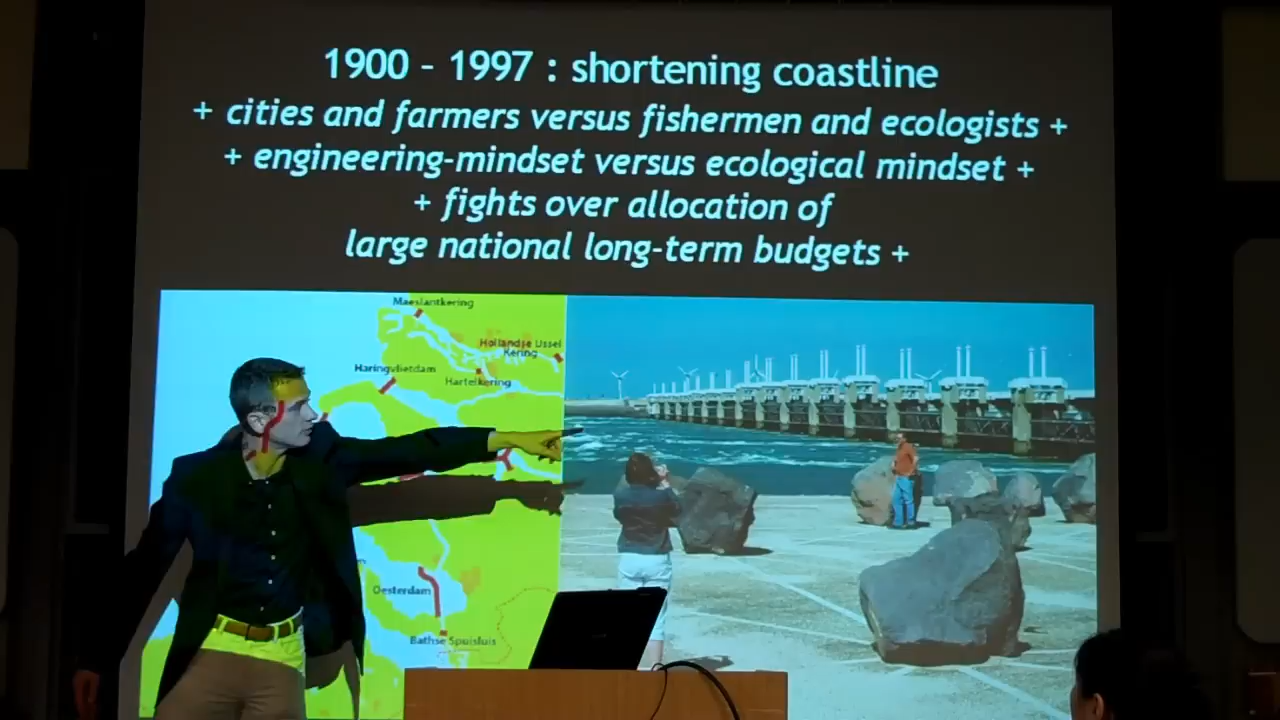 1900 – 1997 : shortening coastline
+ cities and farmers versus fishermen and ecologists +
+ engineering-mindset versus ecological mindset +
+ fights over allocation of
large national long-term budgets +
Maeslantkering
Hollandse IJssel
Kering
Haringvlietdam
Hartelkering
Oesterdam
Bathse Spuisluis